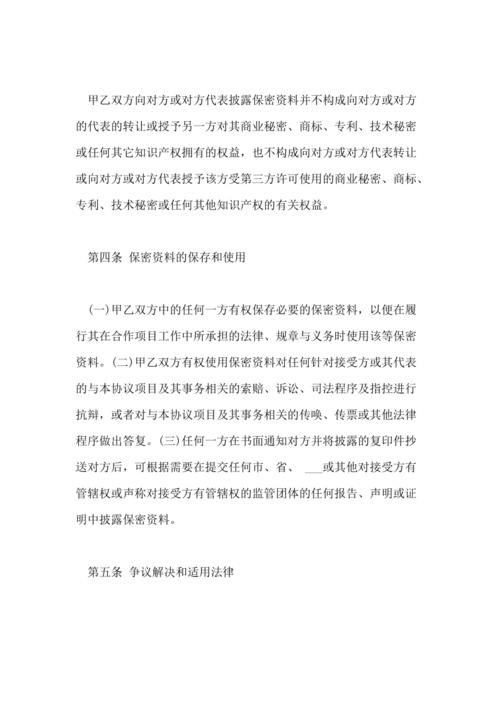 甲乙双方向对方或对方代表披露保密资料并不构成向对方或对方
的代表的转让或授予另一方对其商业秘密、商标、专利、技术秘密
或任何其它知识产权拥有的权益，也不构成向对方或对方代表转让
或向对方或对方代表授予该方受第三方许可使用的商业秘密、商标、
专利、技术秘密或任何其他知识产权的有关权益。
第四条 保密资料的保存和使用
(一)甲乙双方中的任何一方有权保存必要的保密资料，以便在履
行其在合作项目工作中所承担的法律、规章与义务时使用该等保密
资料。(二)甲乙双方有权使用保密资料对任何针对接受方或其代表
的与本协议项目及其事务相关的索赔、诉讼、司法程序及指控进行
抗辩，或者对与本协议项目及其事务相关的传唤、传票或其他法律
程序做出答复。(三)任何一方在书面通知对方并将披露的复印件抄
送对方后，可根据需要在提交任何市、省、 ___或其他对接受方有
管辖权或声称对接受方有管辖权的监管团体的任何报告、声明或证
明中披露保密资料。
第五条 争议解决和适用法律